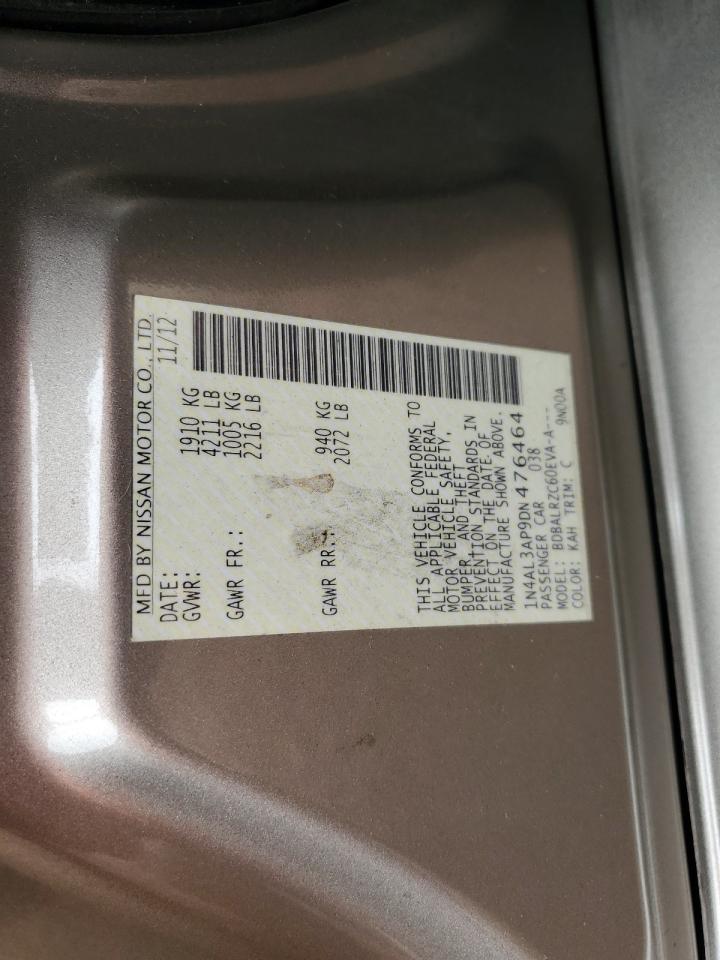 MFD BY NISSAN MOTOR CO., LTD.
DATE: 11/12
GVWR: 1910 KG
4211 LB
GAWR FR.: 1005 KG
2216 LB
GAWR RR.: 940 KG
2072 LB
THIS VEHICLE CONFORMS TO
ALL APPLICABLE FEDERAL
MOTOR VEHICLE SAFETY,
BUMPER, AND THEFT
PREVENTION STANDARDS IN
EFFECT ON THE DATE OF
MANUFACTURE SHOWN ABOVE.
1N4AL3AP9DN476464
PASSENGER CAR 038
MODEL: BDBALRZC60EVA-A---
COLOR: KAH TRIM: C 9N00A